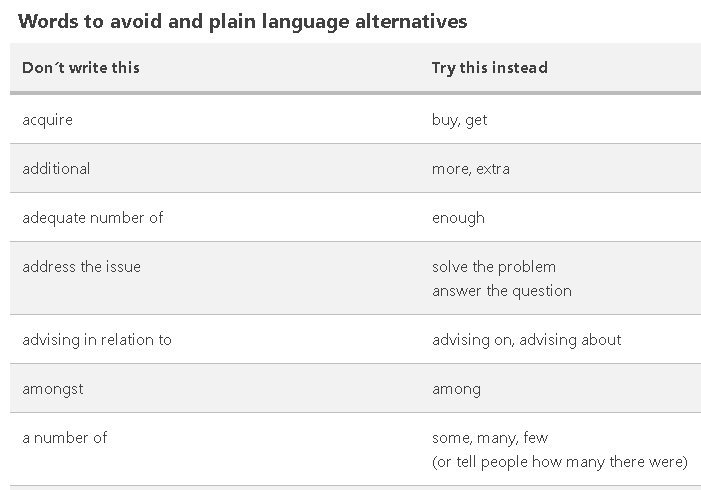 Words to avoid and plain language alternatives
Don´t write this
Try this instead
acquire
buy, get
additional
more, extra
adequate number of
enough
address the issue
solve the problem
answer the question
advising in relation to
advising on, advising about
amongst
among
a number of
some, many, few
(or tell people how many there were)